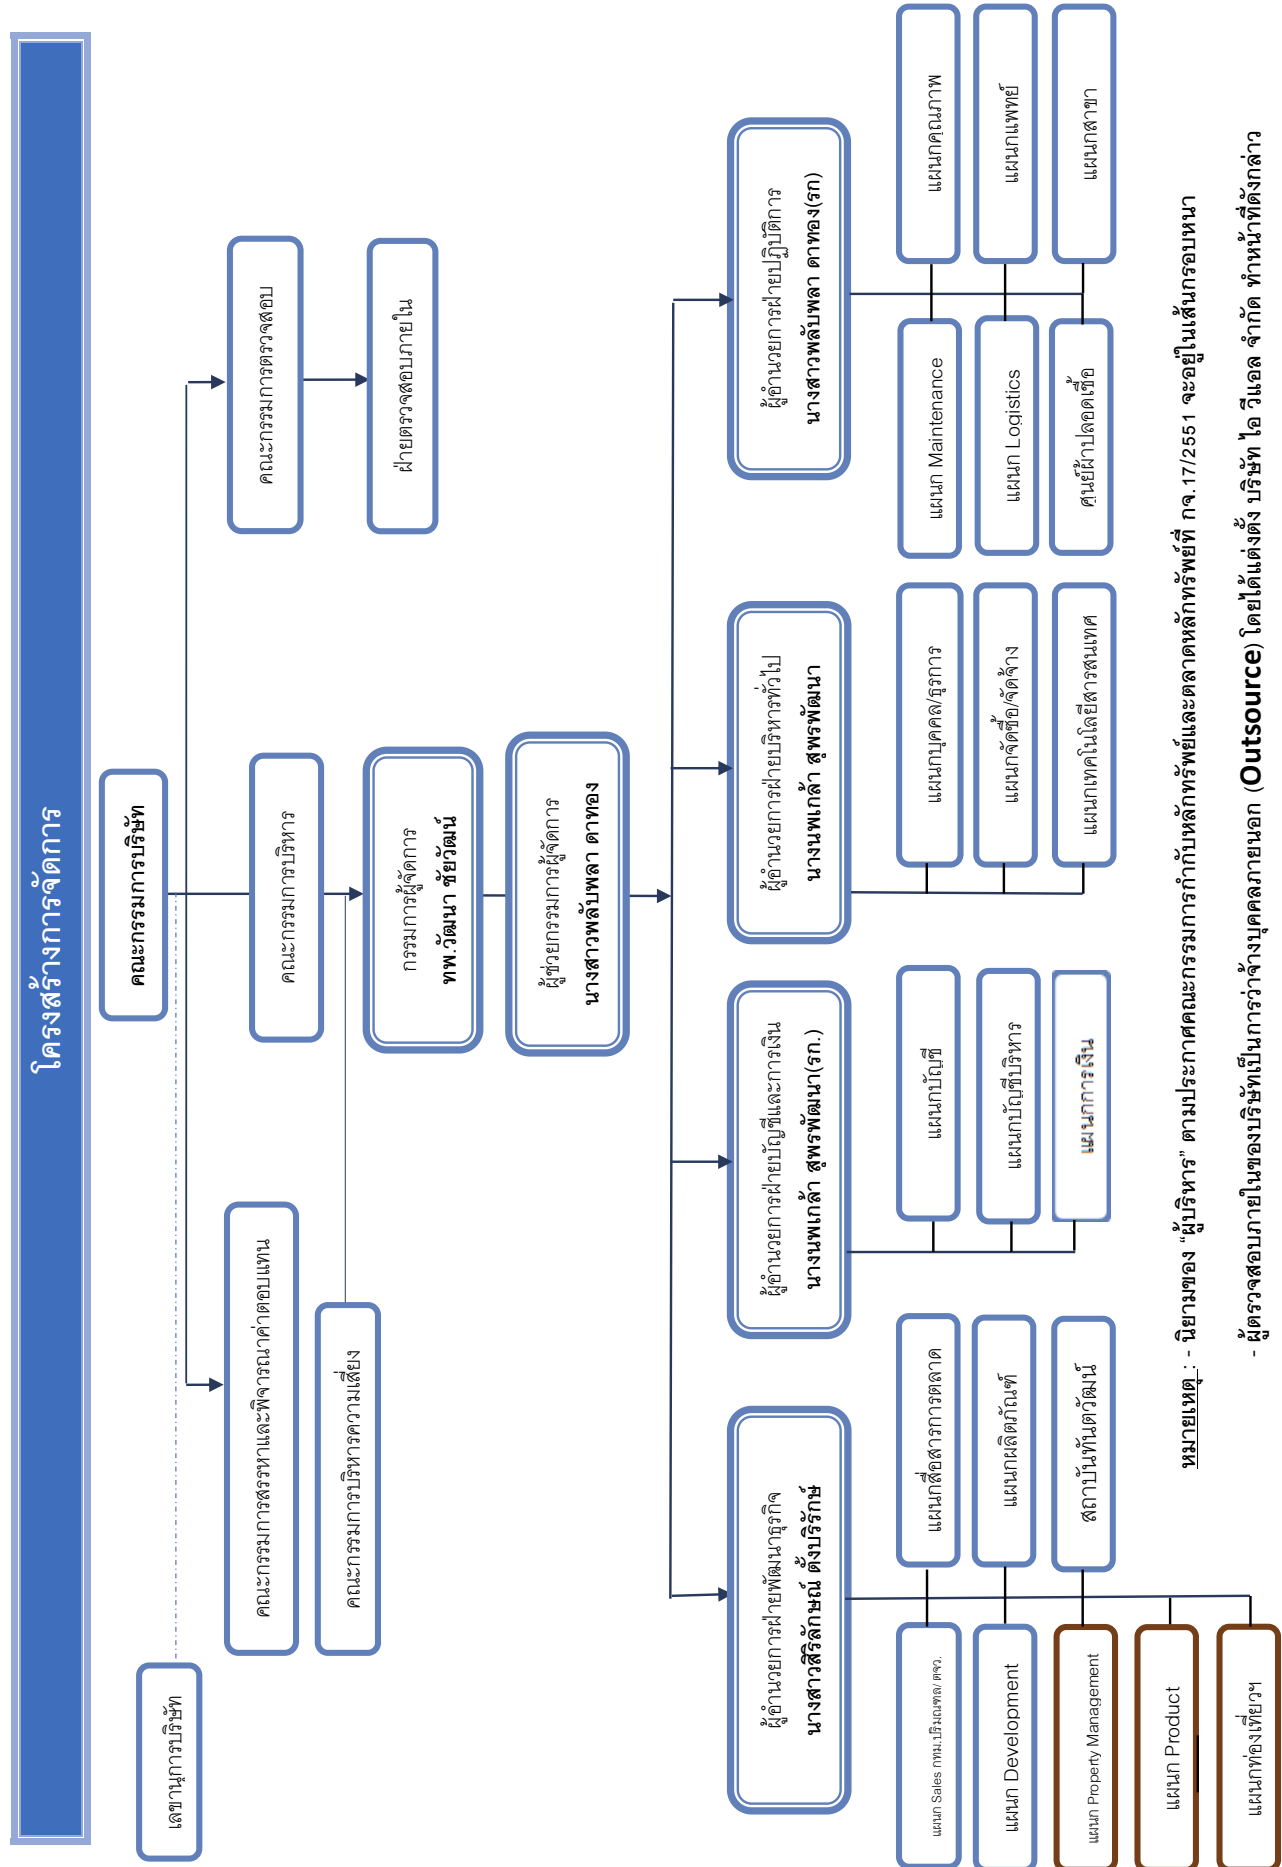 โครงสร้างการจัดการ
คณะกรรมการบริษัท
เลขานุการบริษัท
คณะกรรมการสรรหาและพิจารณาค่าตอบแทน
คณะกรรมการบริหาร
คณะกรรมการตรวจสอบ
คณะกรรมการบริหารความเสี่ยง
ฝ่ายตรวจสอบภายใน
กรรมการผู้จัดการ
ทพ.วัฒนา ชัยวัฒน์
ผู้ช่วยกรรมการผู้จัดการ
นางสาวพลับพลา ดาทอง
ผู้อำนวยการฝ่ายพัฒนาธุรกิจ
นางสาวสิริลักษณ์ ตั้งบริรักษ์
ผู้อำนวยการฝ่ายบัญชีและการเงิน
นางนพเกล้า สูพรพัฒนา(รก.)
ผู้อำนวยการฝ่ายบริหารทั่วไป
นางนพเกล้า สูพรพัฒนา
ผู้อำนวยการฝ่ายปฏิบัติการ
นางสาวพลับพลา ดาทอง(รก)
แผนก Sales กทม.ปริมณฑล/ ตจว.
แผนกสื่อสารการตลาด
แผนก Development
แผนกผลิตภัณฑ์
แผนก Property Management
สถาบันทันตวัฒน์
แผนก Product
แผนกท่องเที่ยวฯ
แผนกบัญชี
แผนกบัญชีบริหาร
แผนกการเงิน
แผนกบุคคล/ธุรการ
แผนกจัดซื้อ/จัดจ้าง
แผนกเทคโนโลยีสารสนเทศ
แผนก Maintenance
แผนกคุณภาพ
แผนก Logistics
แผนกแพทย์
ศูนย์ผ้าปลอดเชื้อ
แผนกสาขา
หมายเหตุ : - นิยามของ “ผู้บริหาร” ตามประกาศคณะกรรมการกำกับหลักทรัพย์และตลาดหลักทรัพย์ที่ กจ.17/2551 จะอยู่ในเส้นกรอบหนา
- ผู้ตรวจสอบภายในของบริษัทเป็นการว่าจ้างบุคคลภายนอก (Outsource) โดยได้แต่งตั้ง บริษัท ไอ วีแอล จำกัด ทำหน้าที่ดังกล่าว